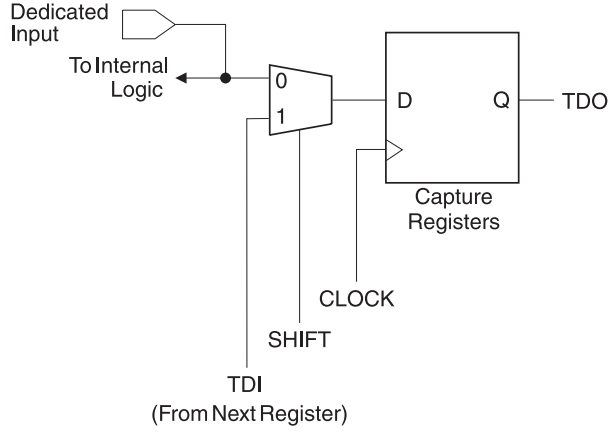 Dedicated
Input
To Internal
Logic
0
1
D
Q
TDO
Capture
Registers
CLOCK
SHIFT
TDI
(From Next Register)